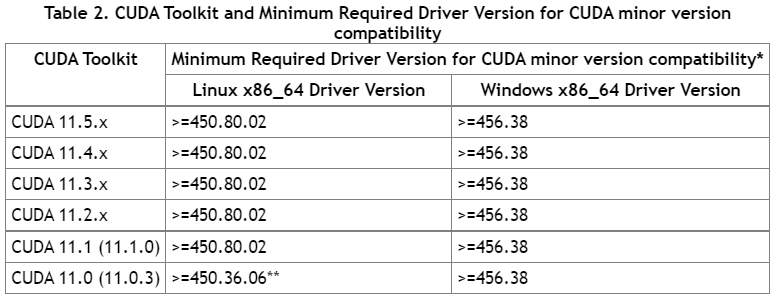 Table 2. CUDA Toolkit and Minimum Required Driver Version for CUDA minor version
compatibility
CUDA Toolkit Minimum Required Driver Version for CUDA minor version compatibility*
Linux x86_64 Driver Version Windows x86_64 Driver Version
CUDA 11.5.x >=450.80.02 >=456.38
CUDA 11.4.x >=450.80.02 >=456.38
CUDA 11.3.x >=450.80.02 >=456.38
CUDA 11.2.x >=450.80.02 >=456.38
CUDA 11.1 (11.1.0) >=450.80.02 >=456.38
CUDA 11.0 (11.0.3) >=450.36.06** >=456.38